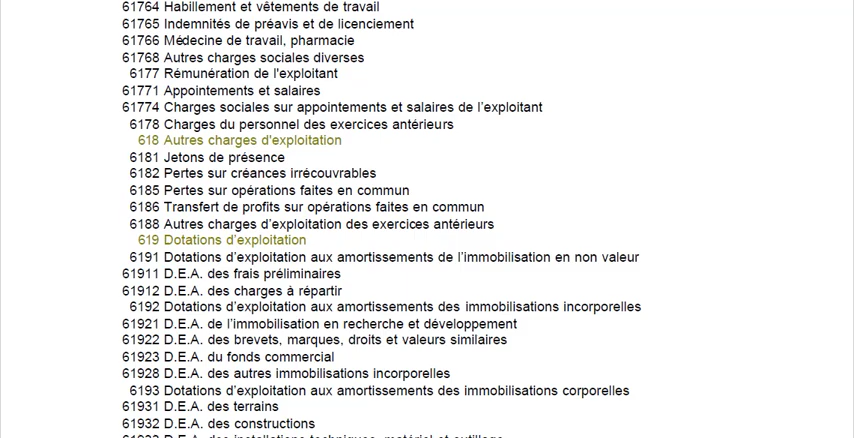 61764 Habillement et vêtements de travail
61765 Indemnités de préavis et de licenciement
61766 Médecine de travail, pharmacie
61768 Autres charges sociales diverses
6177 Rémunération de l'exploitant
61771 Appointements et salaires
61774 Charges sociales sur appointements et salaires de l’exploitant
6178 Charges du personnel des exercices antérieurs
618 Autres charges d'exploitation
6181 Jetons de présence
6182 Pertes sur créances irrécouvrables
6185 Pertes sur opérations faites en commun
6186 Transfert de profits sur opérations faites en commun
6188 Autres charges d’exploitation des exercices antérieurs
619 Dotations d’exploitation
6191 Dotations d’exploitation aux amortissements de l’immobilisation en non valeur
61911 D.E.A. des frais préliminaires
61912 D.E.A. des charges à répartir
6192 Dotations d’exploitation aux amortissements des immobilisations incorporelles
61921 D.E.A. de l’immobilisation en recherche et développement
61922 D.E.A. des brevets, marques, droits et valeurs similaires
61923 D.E.A. du fonds commercial
61928 D.E.A. des autres immobilisations incorporelles
6193 Dotations d’exploitation aux amortissements des immobilisations corporelles
61931 D.E.A. des terrains
61932 D.E.A. des constructions
61933 D.E.A. des installations techniques, matériel et outillage